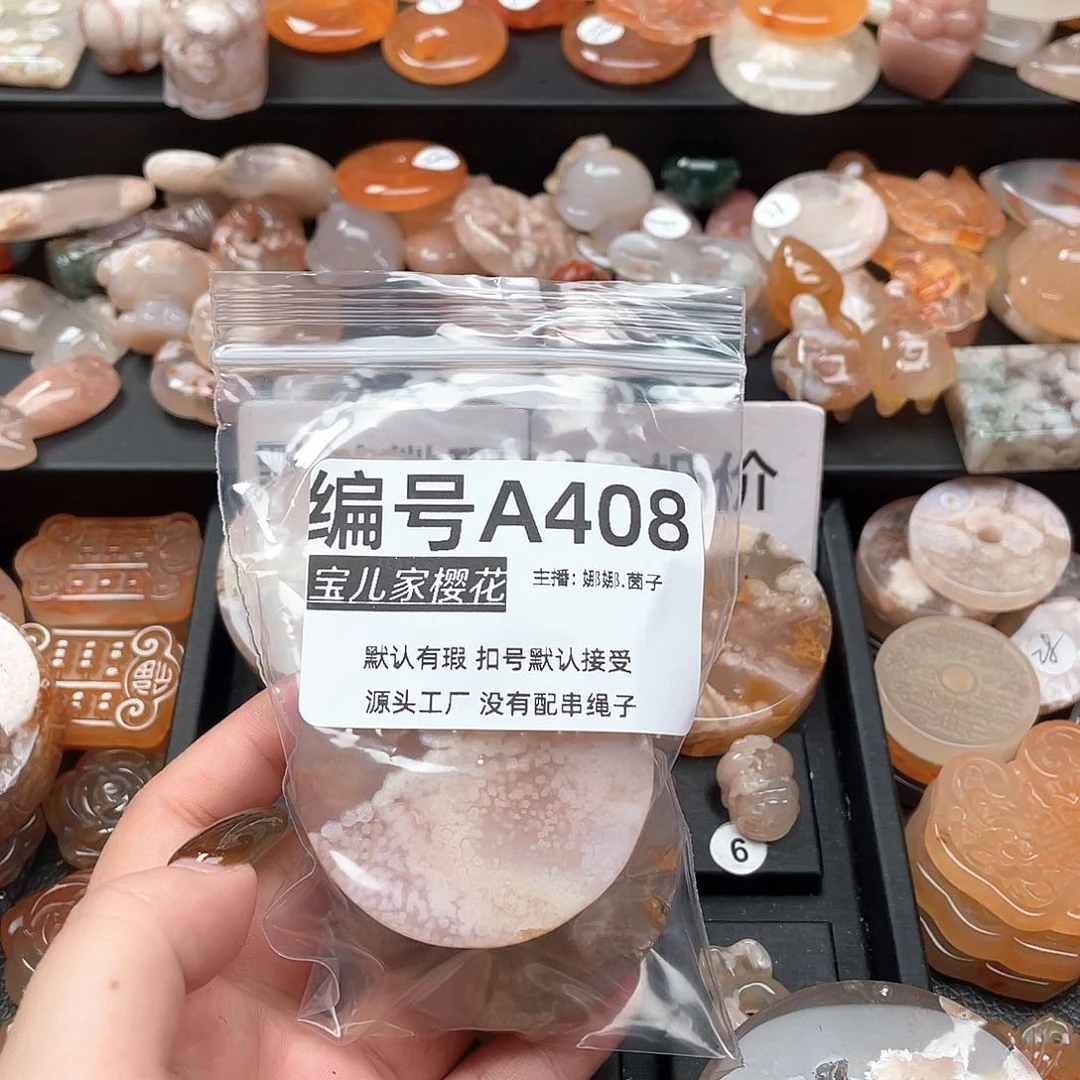 编号A408
宝儿家樱花 主播: 娜娜.茵子
默认有瑕 扣号默认接受
源头工厂 没有配串绳子
价
6
28